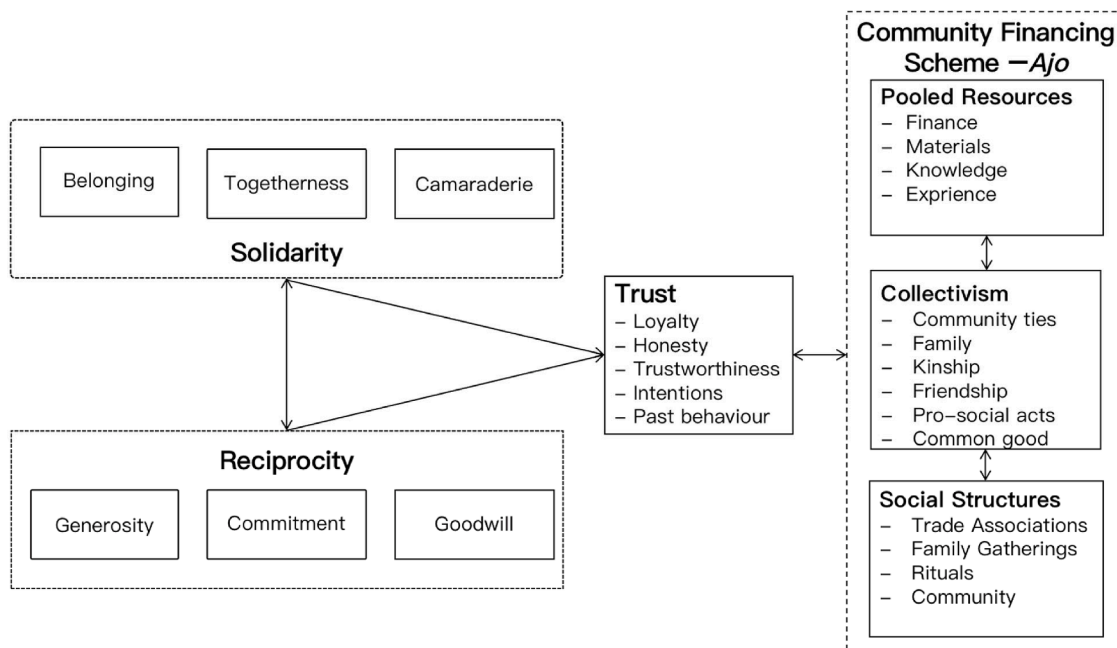 Belonging
Togetherness
Camaraderie
Solidarity
Reciprocity
Generosity
Commitment
Goodwill
Trust
– Loyalty
– Honesty
– Trustworthiness
– Intentions
– Past behaviour
Community Financing
Scheme –Ajo
Pooled Resources
– Finance
– Materials
– Knowledge
– Exprience
Collectivism
– Community ties
– Family
– Kinship
– Friendship
– Pro–social acts
– Common good
Social Structures
– Trade Associations
– Family Gatherings
– Rituals
– Community